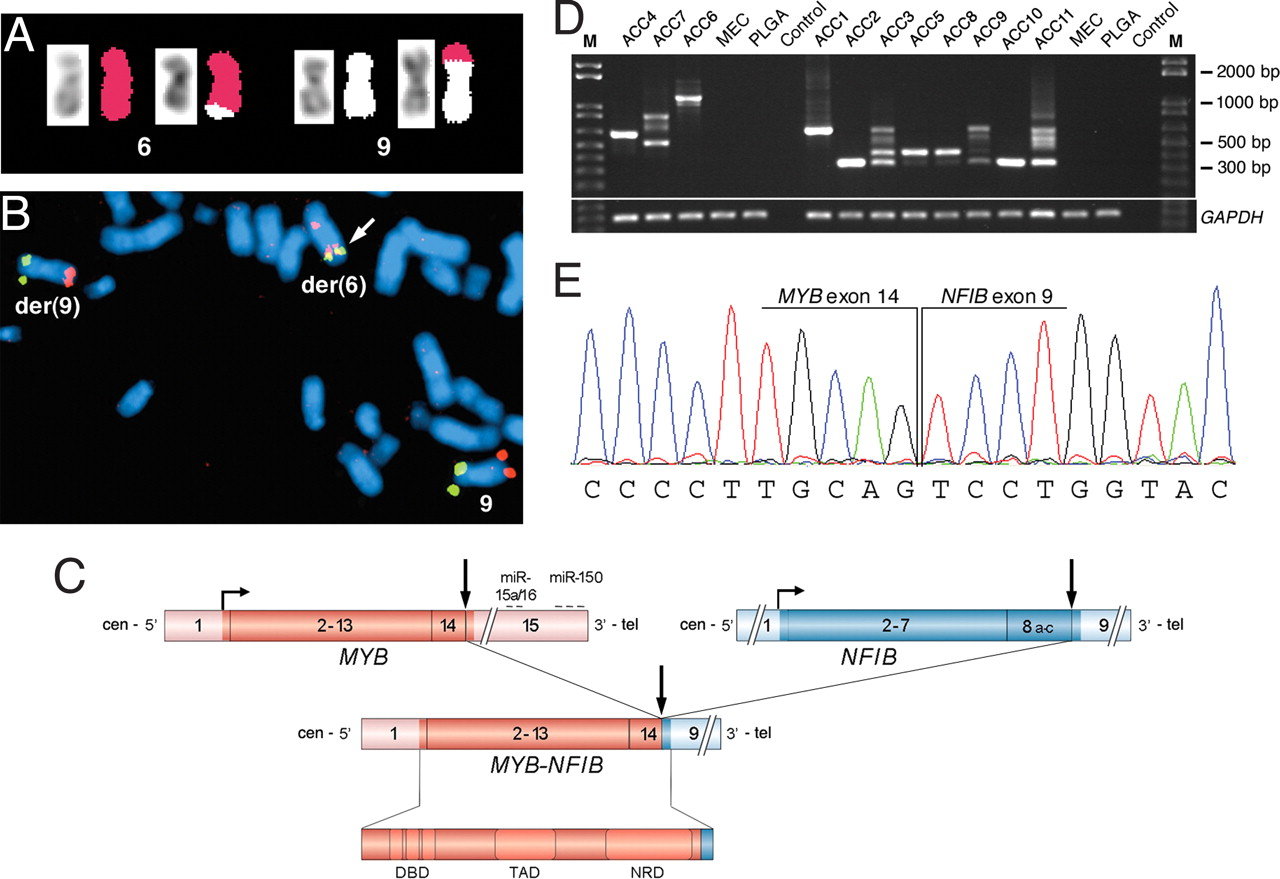 A
6
9
B
der(9)
der(6)
9
D
M ACC4 ACC7 ACC6 MEC PLGA Control ACC1 ACC2 ACC3 ACC5 ACC8 ACC9 ACC10 ACC11 MEC PLGA Control M
2000 bp
1000 bp
500 bp
300 bp
GAPDH
E
MYB exon 14 NFIB exon 9
C C C C T T G C A G T C C T G G T A C
C
miR-15a/16 miR-150
cen - 5' 1 2-13 14 15 3' - tel
MYB
cen - 5' 1 2-7 8 a-c 9 3' - tel
NFIB
cen - 5' 1 2-13 14 9 3' - tel
MYB-NFIB
DBD TAD NRD